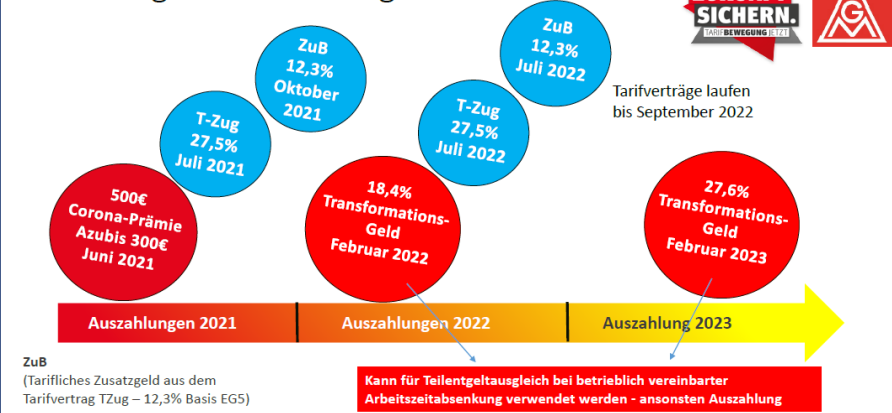 SICHERN.
TARIFBEWEGUNG JETZT
IGM
ZuB
12,3%
Oktober
2021
ZuB
12,3%
Juli 2022
T-Zug
27,5%
Juli 2021
T-Zug
27,5%
Juli 2022
Tarifverträge laufen
bis September 2022
500€
Corona-Prämie
Azubis 300€
Juni 2021
18,4%
Transformations-
Geld
Februar 2022
27,6%
Transformations-
Geld
Februar 2023
Auszahlungen 2021
Auszahlungen 2022
Auszahlung 2023
ZuB
(Tarifliches Zusatzgeld aus dem
Tarifvertrag TZug – 12,3% Basis EG5)
Kann für Teilentgeltausgleich bei betrieblich vereinbarter
Arbeitszeitabsenkung verwendet werden - ansonsten Auszahlung